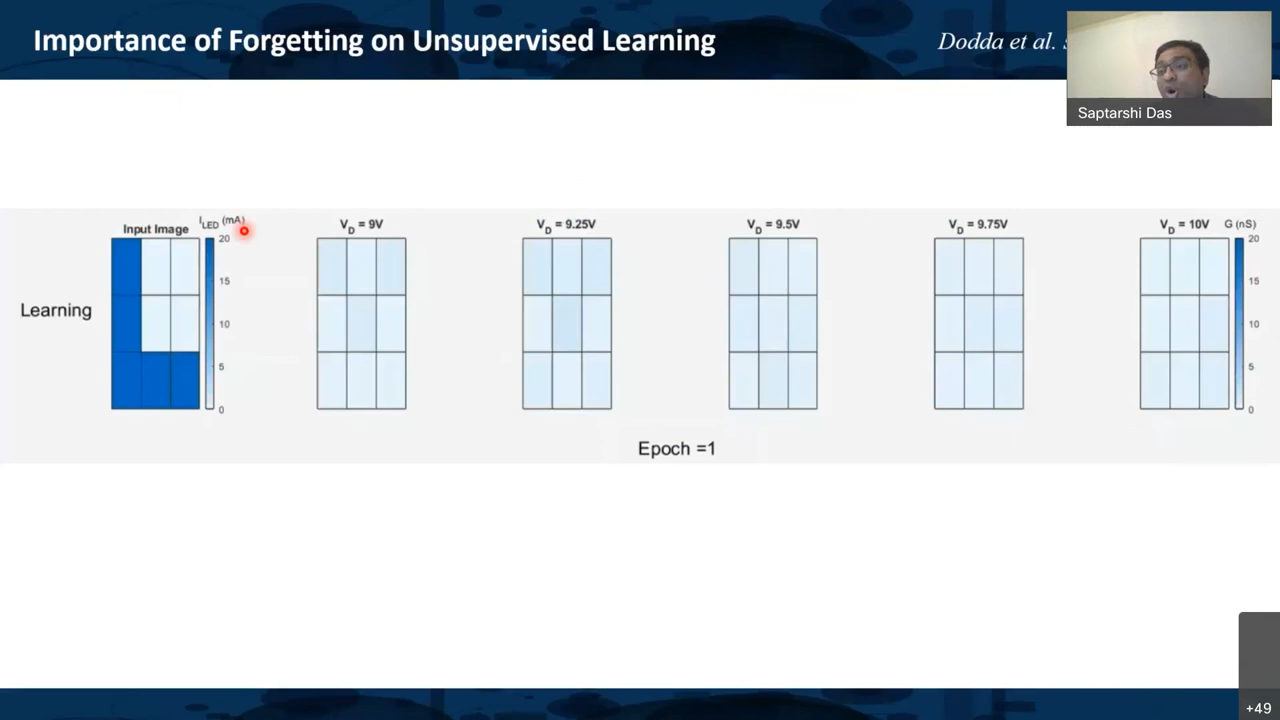 Importance of Forgetting on Unsupervised Learning
Dodda et al.
Saptarshi Das
Input Image
I_LED (mA)
20
15
10
5
0
V_D = 9V
V_D = 9.25V
V_D = 9.5V
V_D = 9.75V
V_D = 10V
G (nS)
20
15
10
5
0
Learning
Epoch =1
+49